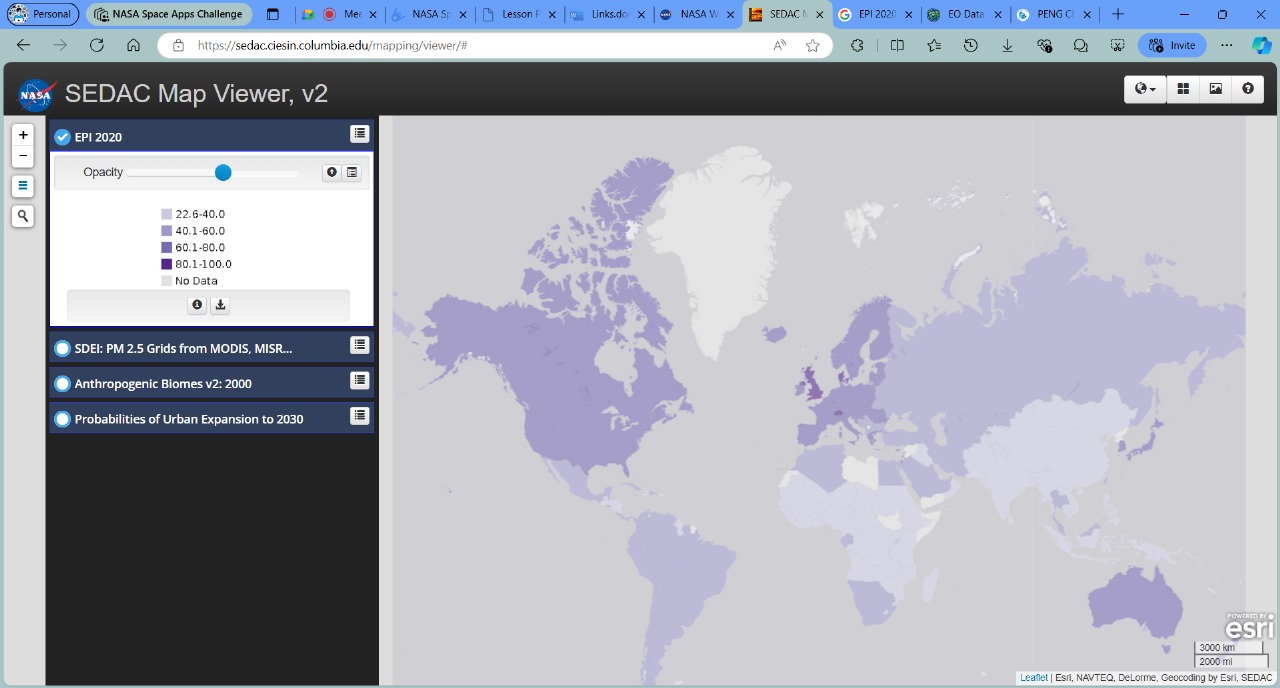 Personal
NASA Space Apps Challenge
Mee
NASA Sp
Lesson P
Links.do
NASA W
SEDAC M
EPI 2020
EO Data
PENG C
https://sedac.ciesin.columbia.edu/mapping/viewer/#
Invite
NASA
SEDAC Map Viewer, v2
+
EPI 2020
−
Opacity
22.6-40.0
40.1-60.0
60.1-80.0
80.1-100.0
No Data
SDEI: PM 2.5 Grids from MODIS, MISR...
Anthropogenic Biomes v2: 2000
Probabilities of Urban Expansion to 2030
POWERED BY
esri
3000 km
2000 mi
Leaflet | Esri, NAVTEQ, DeLorme, Geocoding by Esri, SEDAC